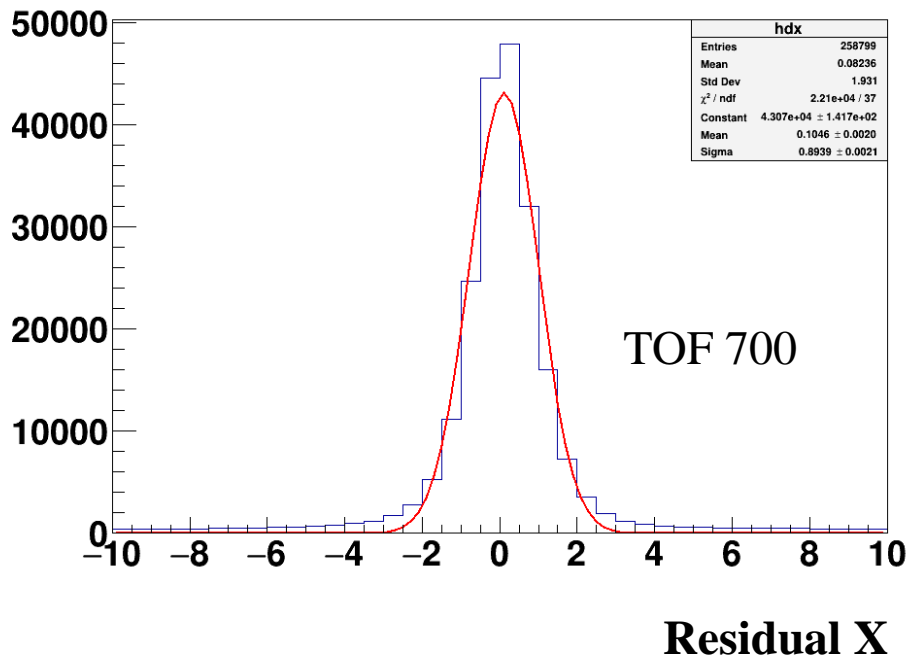 50000
40000
30000
20000
10000
0
hdx
Entries 258799
Mean 0.08236
Std Dev 1.931
χ² / ndf 2.21e+04 / 37
Constant 4.307e+04 ± 1.417e+02
Mean 0.1046 ± 0.0020
Sigma 0.8939 ± 0.0021
TOF 700
−10 −8 −6 −4 −2 0 2 4 6 8 10
Residual X